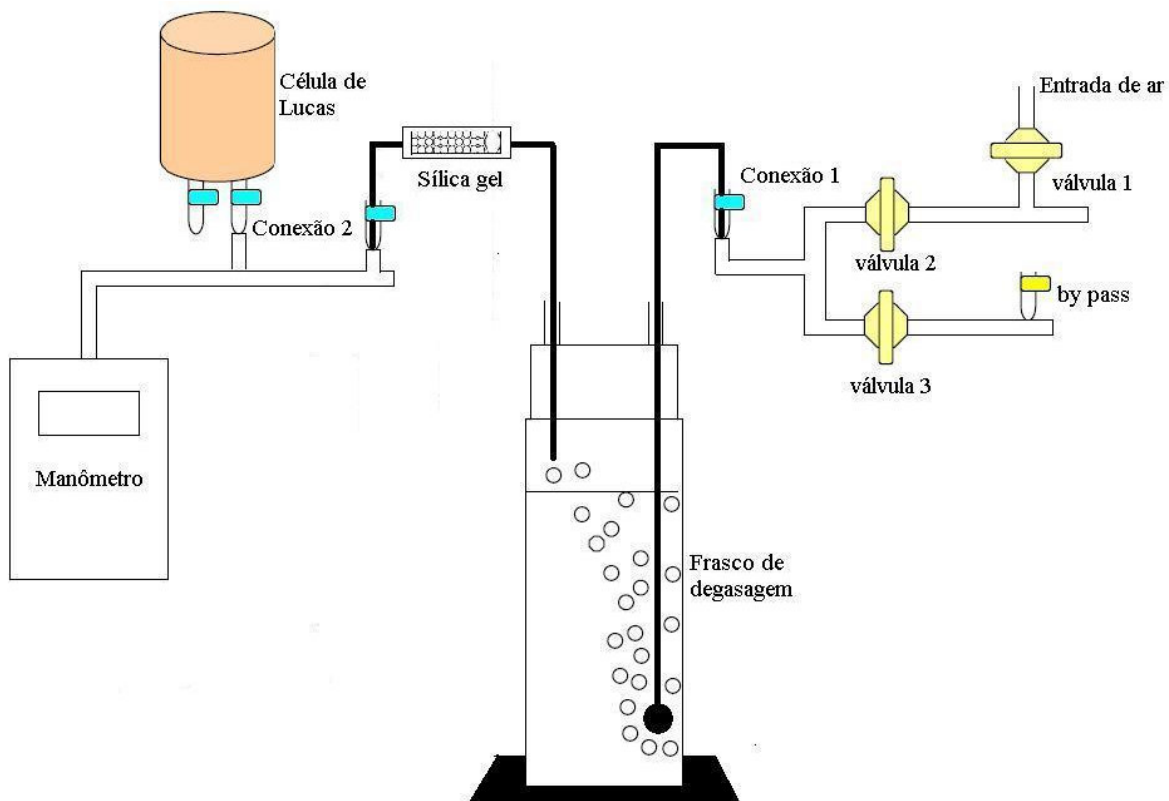 Célula de
Lucas
Sílica gel
Conexão 2
Manômetro
Conexão 1
Entrada de ar
válvula 1
válvula 2
by pass
válvula 3
Frasco de
degasagem